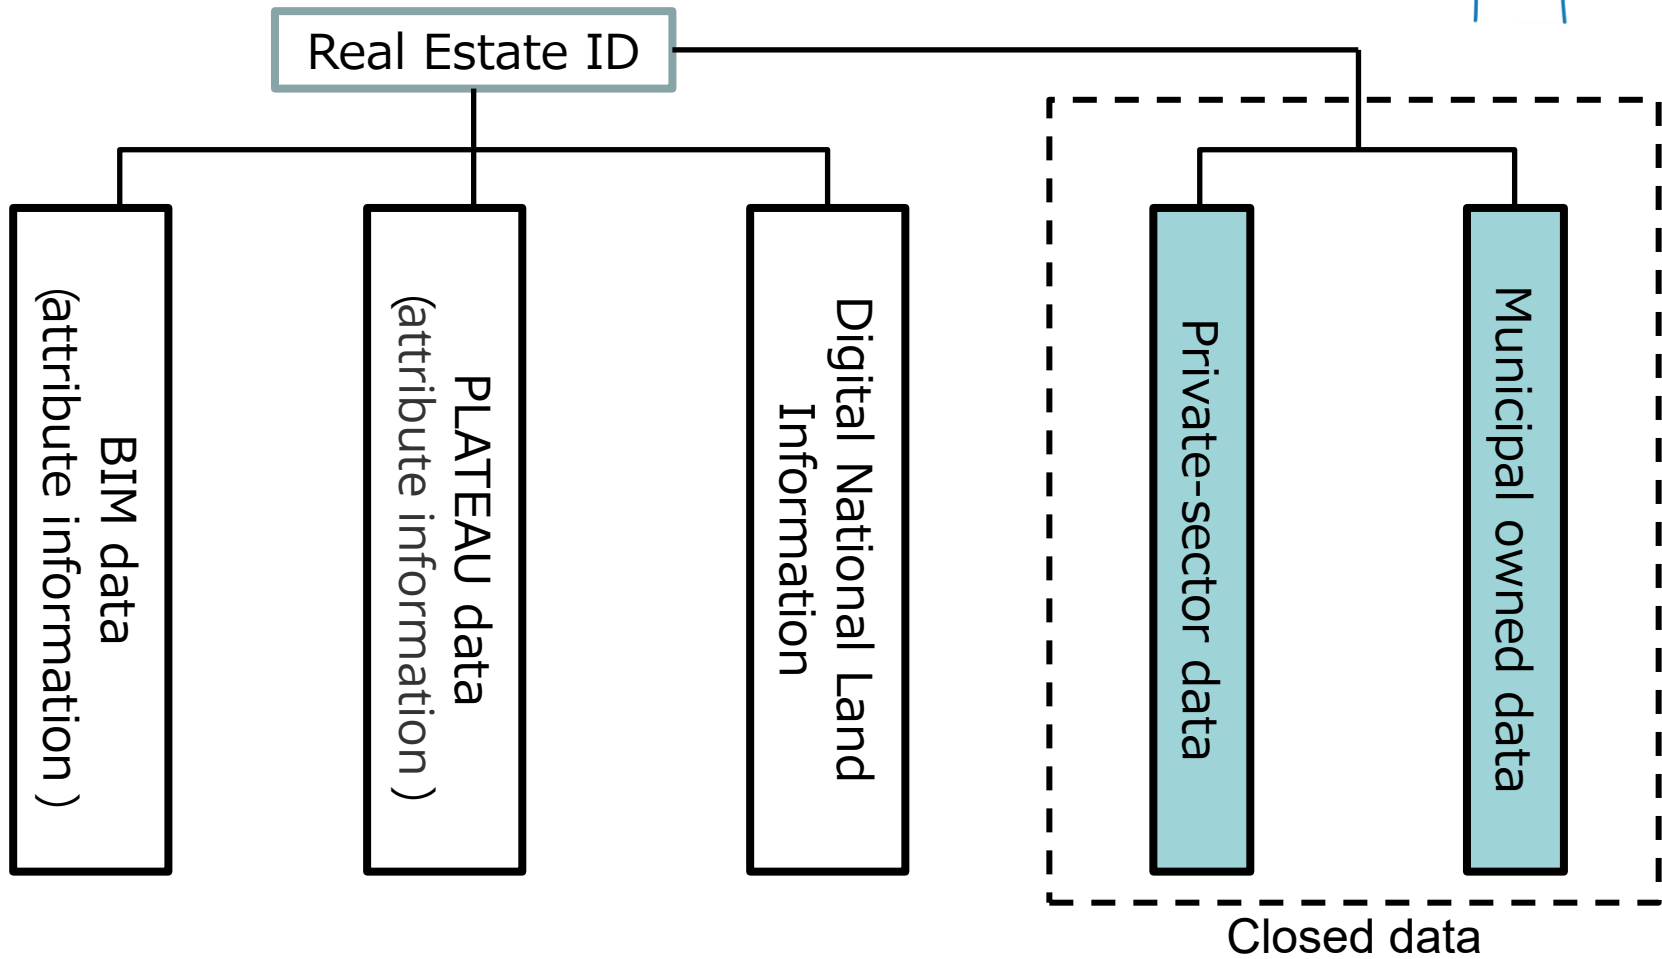 Real Estate ID
BIM data
(attribute information )
PLATEAU data
(attribute information )
Digital National Land
Information
Private-sector data
Municipal owned data
Closed data